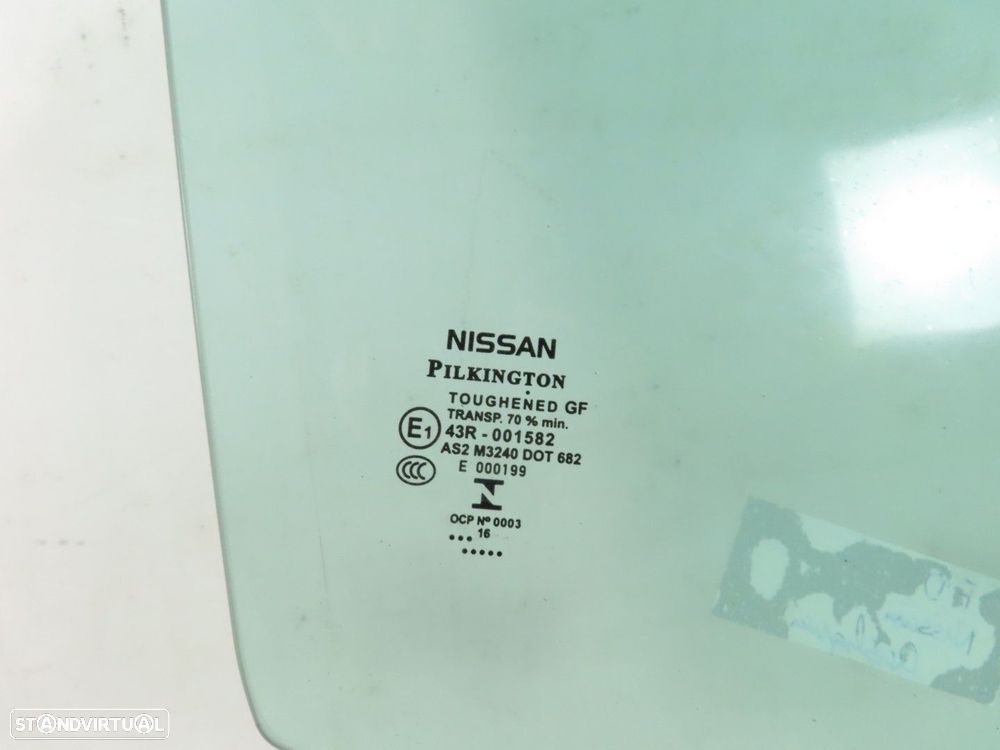 NISSAN
PILKINGTON
TOUGHENED GF
TRANSP. 70 % min.
E1 43R - 001582
AS2 M3240 DOT 682
CCC E 000199
N
OCP Nº 0003
16
STANDVIRTUAL